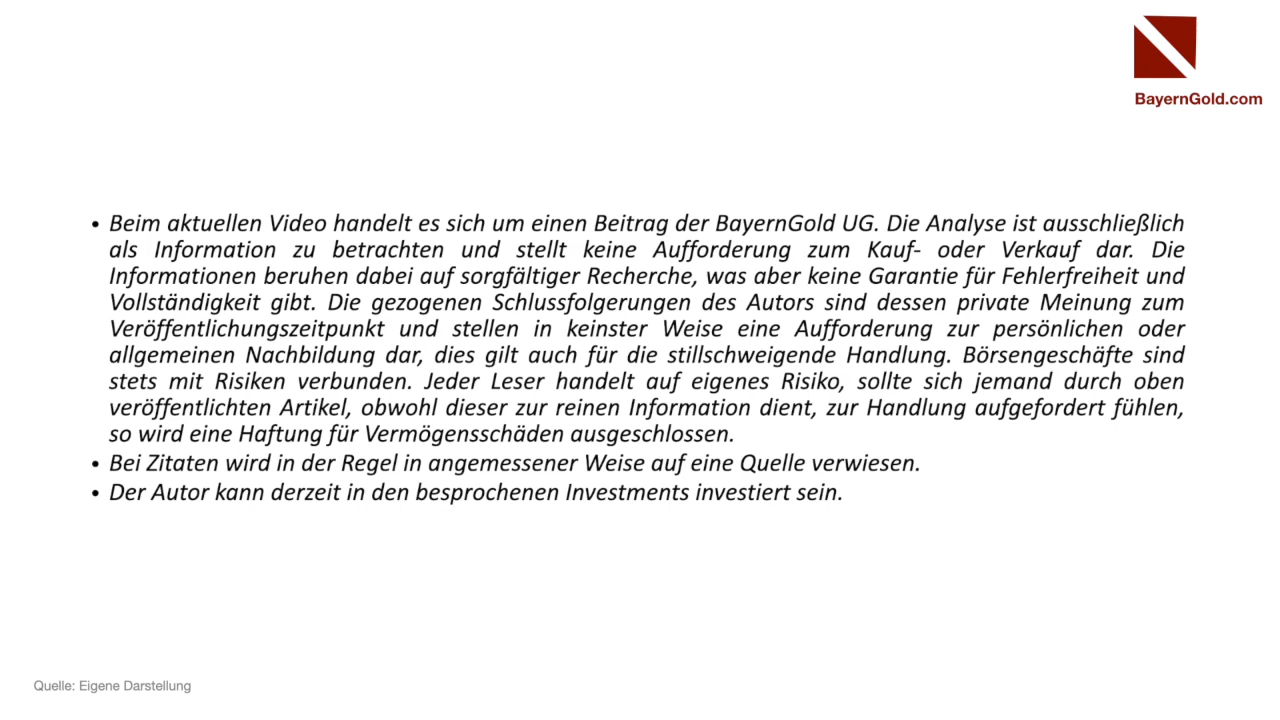 BayernGold.com
• Beim aktuellen Video handelt es sich um einen Beitrag der BayernGold UG. Die Analyse ist ausschließlich
als Information zu betrachten und stellt keine Aufforderung zum Kauf- oder Verkauf dar. Die
Informationen beruhen dabei auf sorgfältiger Recherche, was aber keine Garantie für Fehlerfreiheit und
Vollständigkeit gibt. Die gezogenen Schlussfolgerungen des Autors sind dessen private Meinung zum
Veröffentlichungszeitpunkt und stellen in keinster Weise eine Aufforderung zur persönlichen oder
allgemeinen Nachbildung dar, dies gilt auch für die stillschweigende Handlung. Börsengeschäfte sind
stets mit Risiken verbunden. Jeder Leser handelt auf eigenes Risiko, sollte sich jemand durch oben
veröffentlichten Artikel, obwohl dieser zur reinen Information dient, zur Handlung aufgefordert fühlen,
so wird eine Haftung für Vermögensschäden ausgeschlossen.
• Bei Zitaten wird in der Regel in angemessener Weise auf eine Quelle verwiesen.
• Der Autor kann derzeit in den besprochenen Investments investiert sein.
Quelle: Eigene Darstellung